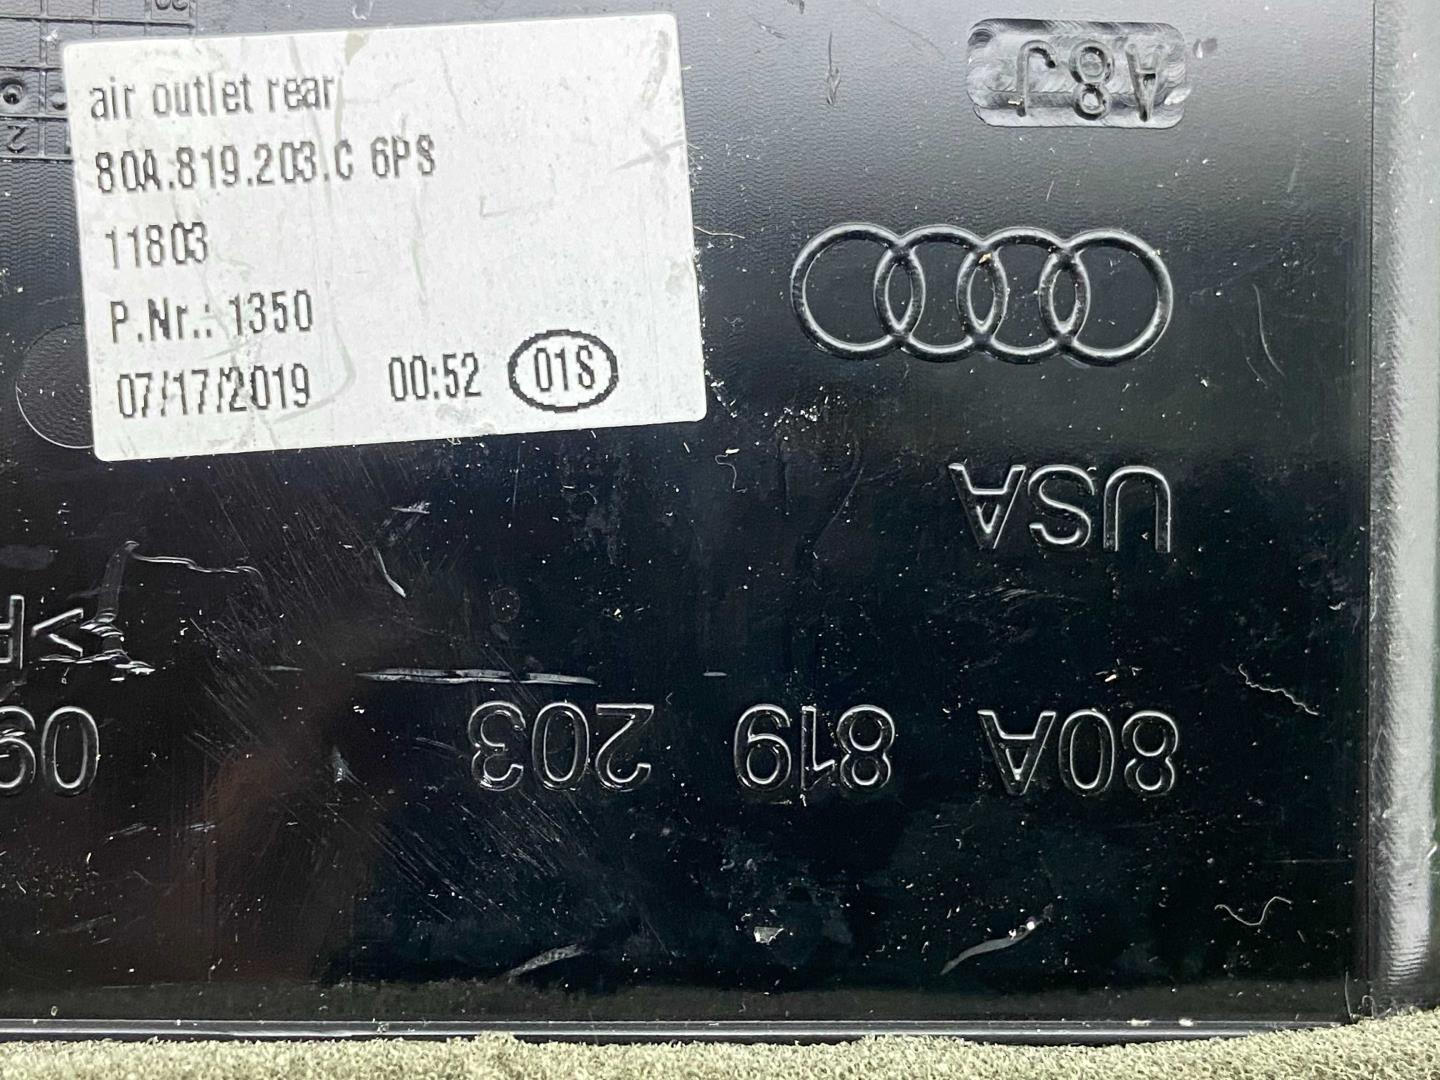 air outlet rear
80A.819.203.C 6PS
11803
P.Nr.: 1350
07/17/2019 00:52 01S
A8J
USA
80A 819 203